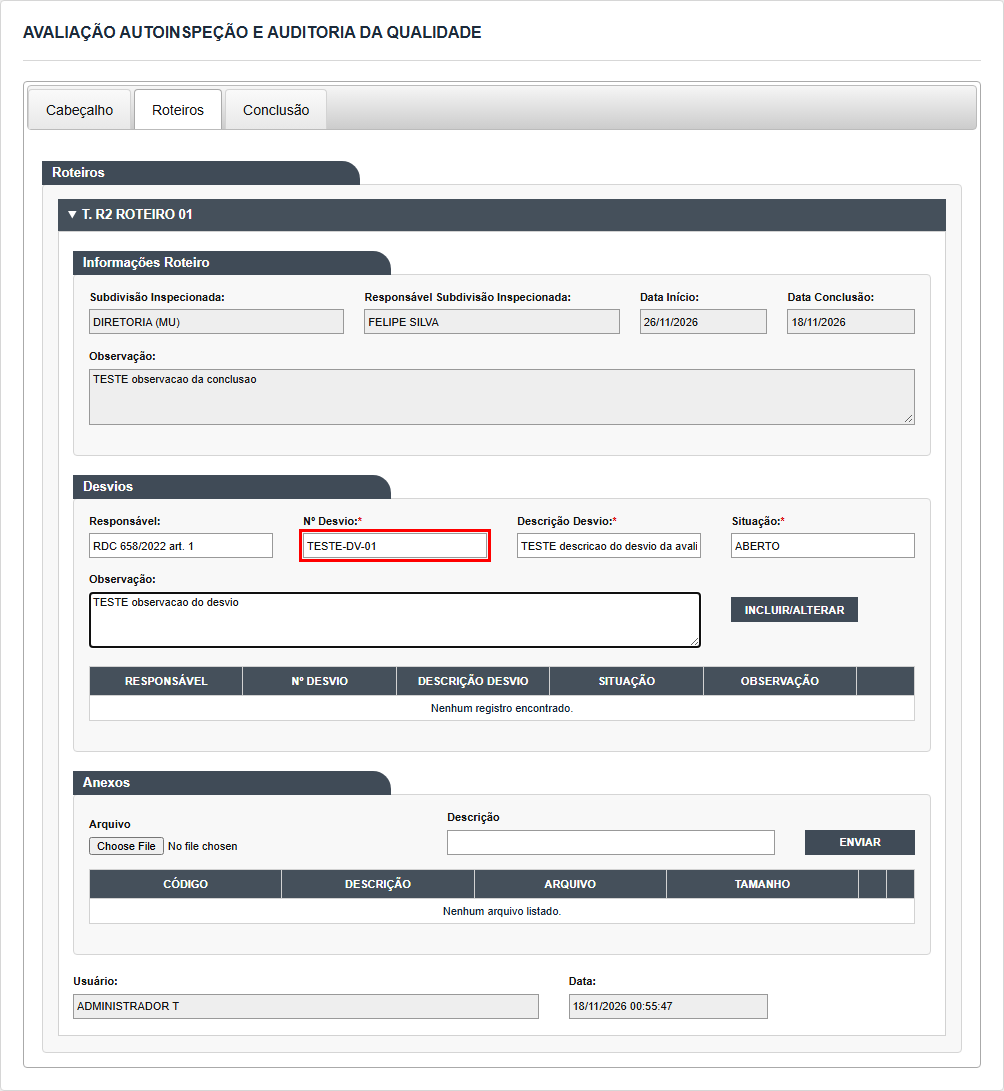 AVALIAÇÃO AUTOINSPEÇÃO E AUDITORIA DA QUALIDADE
Cabeçalho Roteiros Conclusão
Roteiros
▼ T. R2 ROTEIRO 01
Informações Roteiro
Subdivisão Inspecionada: Responsável Subdivisão Inspecionada: Data Início: Data Conclusão:
DIRETORIA (MU) FELIPE SILVA 26/11/2026 18/11/2026
Observação:
TESTE observacao da conclusao
Desvios
Responsável: Nº Desvio:* Descrição Desvio:* Situação:*
RDC 658/2022 art. 1 TESTE-DV-01 TESTE descricao do desvio da avali ABERTO
Observação:
TESTE observacao do desvio
INCLUIR/ALTERAR
RESPONSÁVEL Nº DESVIO DESCRIÇÃO DESVIO SITUAÇÃO OBSERVAÇÃO
Nenhum registro encontrado.
Anexos
Arquivo Descrição
Choose File No file chosen ENVIAR
CÓDIGO DESCRIÇÃO ARQUIVO TAMANHO
Nenhum arquivo listado.
Usuário: Data:
ADMINISTRADOR T 18/11/2026 00:55:47